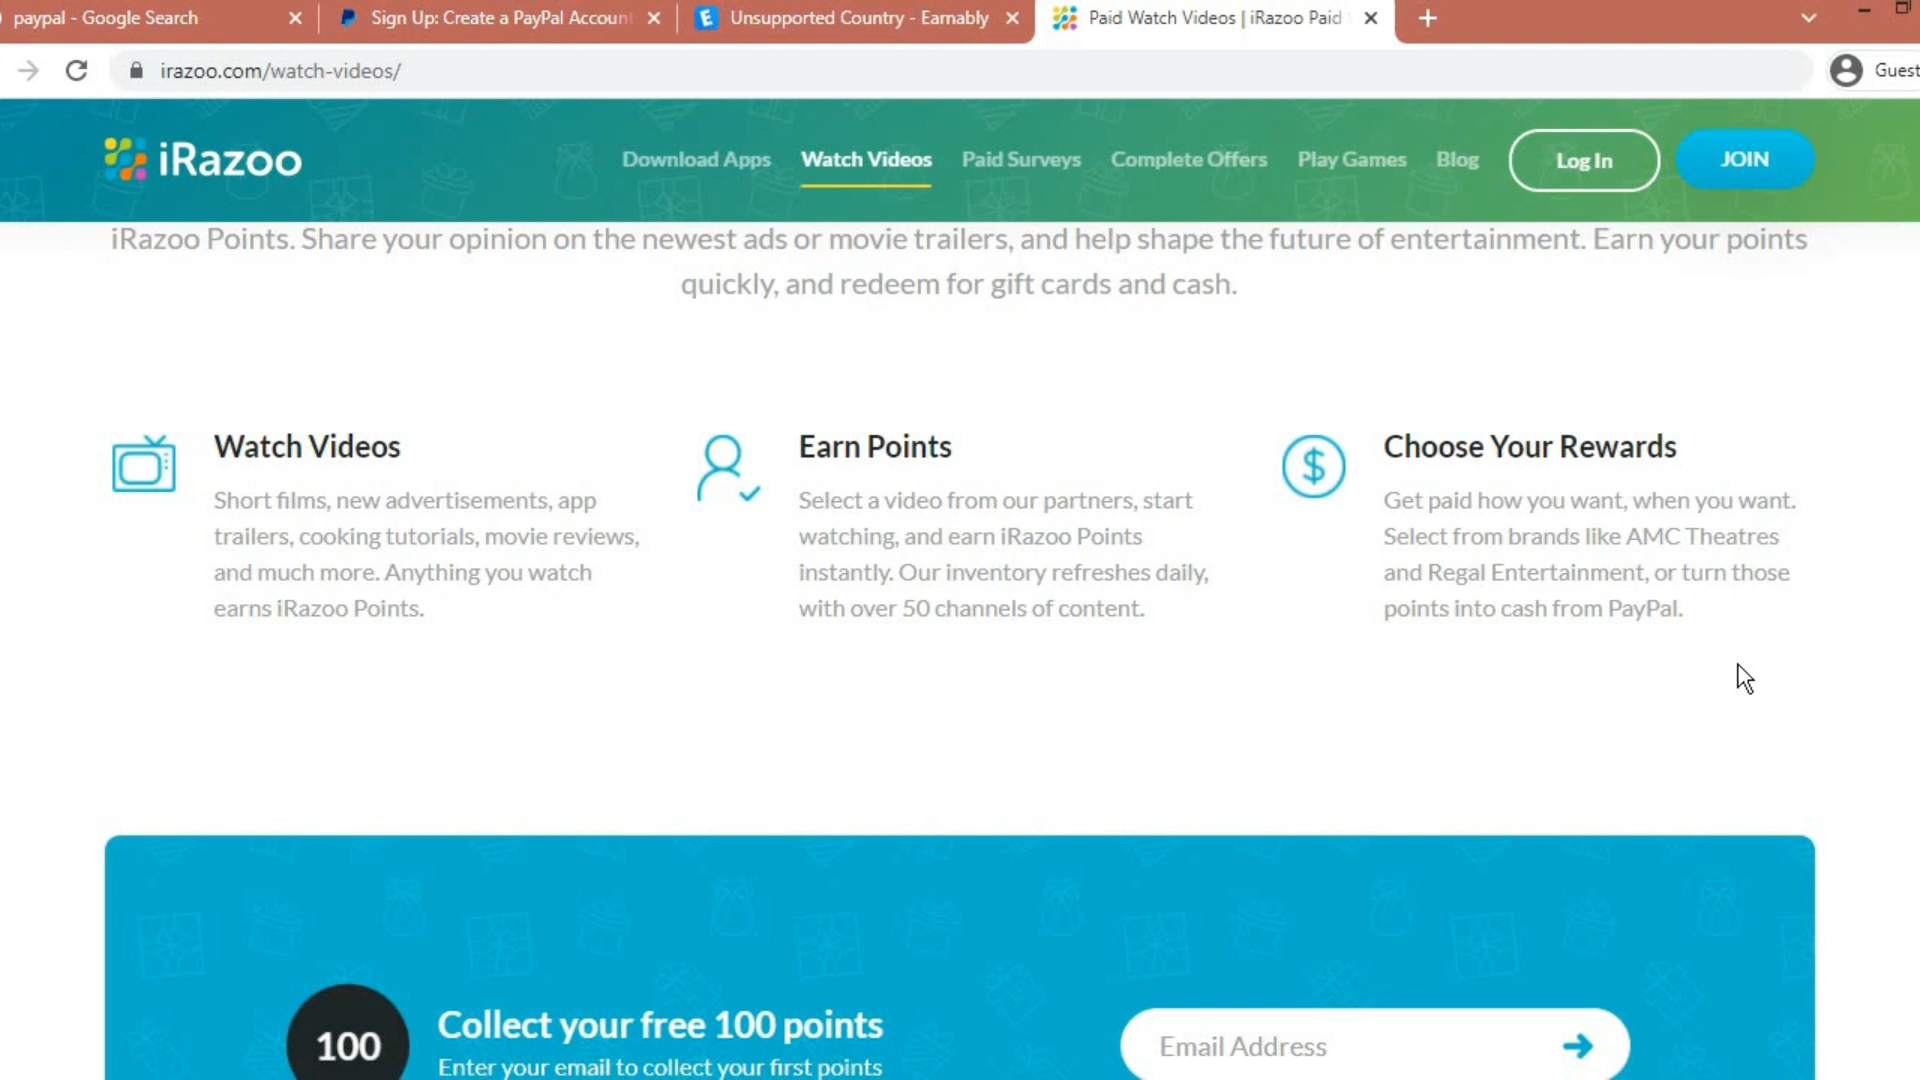 paypal - Google Search
Sign Up: Create a PayPal Accoun
Unsupported Country - Earnably
Paid Watch Videos | iRazoo Paid
irazoo.com/watch-videos/
Guest
iRazoo
Download Apps
Watch Videos
Paid Surveys
Complete Offers
Play Games
Blog
Log In
JOIN
iRazoo Points. Share your opinion on the newest ads or movie trailers, and help shape the future of entertainment. Earn your points
quickly, and redeem for gift cards and cash.
Watch Videos
Short films, new advertisements, app
trailers, cooking tutorials, movie reviews,
and much more. Anything you watch
earns iRazoo Points.
Earn Points
Select a video from our partners, start
watching, and earn iRazoo Points
instantly. Our inventory refreshes daily,
with over 50 channels of content.
Choose Your Rewards
Get paid how you want, when you want.
Select from brands like AMC Theatres
and Regal Entertainment, or turn those
points into cash from PayPal.
100
Collect your free 100 points
Enter your email to collect your first points
Email Address